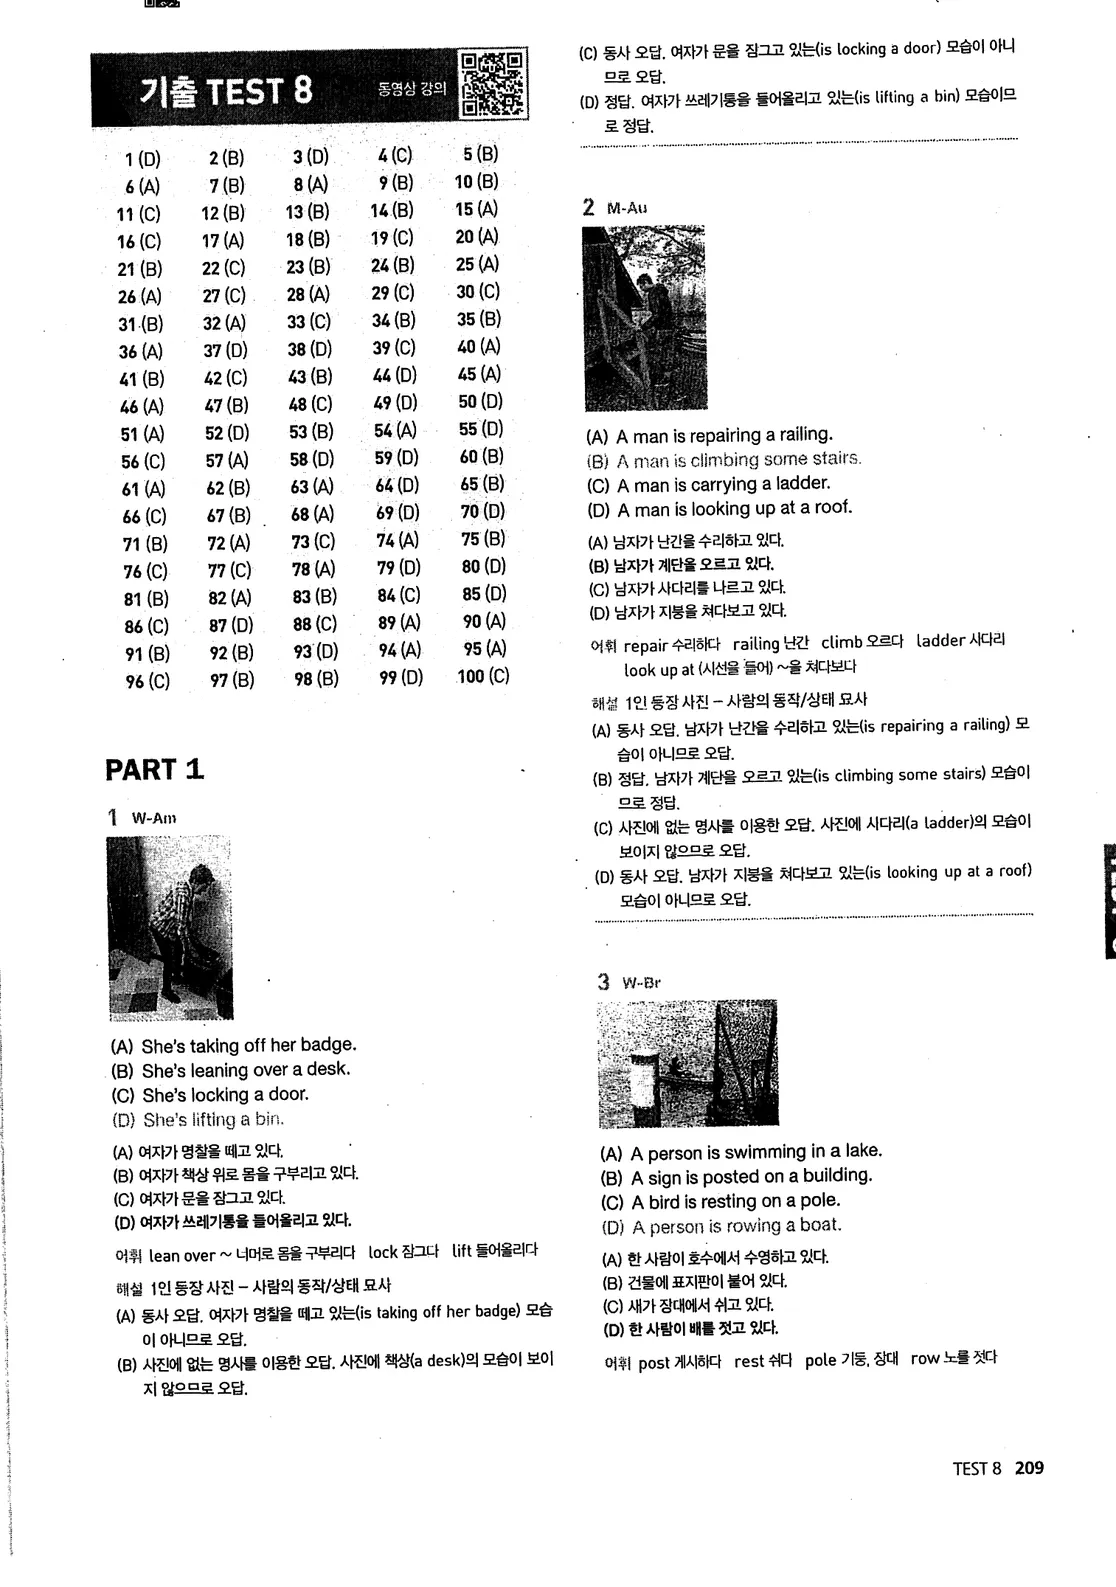 기출 TEST 8 동영상 강의
1 (D) 2 (B) 3 (D) 4 (C) 5 (B)
6 (A) 7 (B) 8 (A) 9 (B) 10 (B)
11 (C) 12 (B) 13 (B) 14 (B) 15 (A)
16 (C) 17 (A) 18 (B) 19 (C) 20 (A)
21 (B) 22 (C) 23 (B) 24 (B) 25 (A)
26 (A) 27 (C) 28 (A) 29 (C) 30 (C)
31 (B) 32 (A) 33 (C) 34 (B) 35 (B)
36 (A) 37 (D) 38 (D) 39 (C) 40 (A)
41 (B) 42 (C) 43 (B) 44 (D) 45 (A)
46 (A) 47 (B) 48 (C) 49 (D) 50 (D)
51 (A) 52 (D) 53 (B) 54 (A) 55 (D)
56 (C) 57 (A) 58 (D) 59 (D) 60 (B)
61 (A) 62 (B) 63 (A) 64 (D) 65 (B)
66 (C) 67 (B) 68 (A) 69 (D) 70 (D)
71 (B) 72 (A) 73 (C) 74 (A) 75 (B)
76 (C) 77 (C) 78 (A) 79 (D) 80 (D)
81 (B) 82 (A) 83 (B) 84 (C) 85 (D)
86 (C) 87 (D) 88 (C) 89 (A) 90 (A)
91 (B) 92 (B) 93 (D) 94 (A) 95 (A)
96 (C) 97 (B) 98 (B) 99 (D) 100 (C)
PART 1
1 W-Am
(A) She's taking off her badge.
(B) She's leaning over a desk.
(C) She's locking a door.
(D) She's lifting a bin.
(A) 여자가 명찰을 떼고 있다.
(B) 여자가 책상 위로 몸을 구부리고 있다.
(C) 여자가 문을 잠그고 있다.
(D) 여자가 쓰레기통을 들어올리고 있다.
어휘 lean over ~ 너머로 몸을 구부리다 lock 잠그다 lift 들어올리다
해설 1인 등장 사진 – 사람의 동작/상태 묘사
(A) 동사 오답. 여자가 명찰을 떼고 있는(is taking off her badge) 모습
이 아니므로 오답.
(B) 사진에 없는 명사를 이용한 오답. 사진에 책상(a desk)의 모습이 보이
지 않으므로 오답.
(C) 동사 오답. 여자가 문을 잠그고 있는(is locking a door) 모습이 아니
므로 오답.
(D) 정답. 여자가 쓰레기통을 들어올리고 있는(is lifting a bin) 모습이므
로 정답.
2 M-Au
(A) A man is repairing a railing.
(B) A man is climbing some stairs.
(C) A man is carrying a ladder.
(D) A man is looking up at a roof.
(A) 남자가 난간을 수리하고 있다.
(B) 남자가 계단을 오르고 있다.
(C) 남자가 사다리를 나르고 있다.
(D) 남자가 지붕을 쳐다보고 있다.
어휘 repair 수리하다 railing 난간 climb 오르다 ladder 사다리
look up at (시선을 들어) ~을 쳐다보다
해설 1인 등장 사진 – 사람의 동작/상태 묘사
(A) 동사 오답. 남자가 난간을 수리하고 있는(is repairing a railing) 모
습이 아니므로 오답.
(B) 정답. 남자가 계단을 오르고 있는(is climbing some stairs) 모습이
므로 정답.
(C) 사진에 없는 명사를 이용한 오답. 사진에 사다리(a ladder)의 모습이
보이지 않으므로 오답.
(D) 동사 오답. 남자가 지붕을 쳐다보고 있는(is looking up at a roof)
모습이 아니므로 오답.
3 W-Br
(A) A person is swimming in a lake.
(B) A sign is posted on a building.
(C) A bird is resting on a pole.
(D) A person is rowing a boat.
(A) 한 사람이 호수에서 수영하고 있다.
(B) 건물에 표지판이 붙어 있다.
(C) 새가 장대에서 쉬고 있다.
(D) 한 사람이 배를 젓고 있다.
어휘 post 게시하다 rest 쉬다 pole 기둥, 장대 row 노를 젓다
TEST 8 209